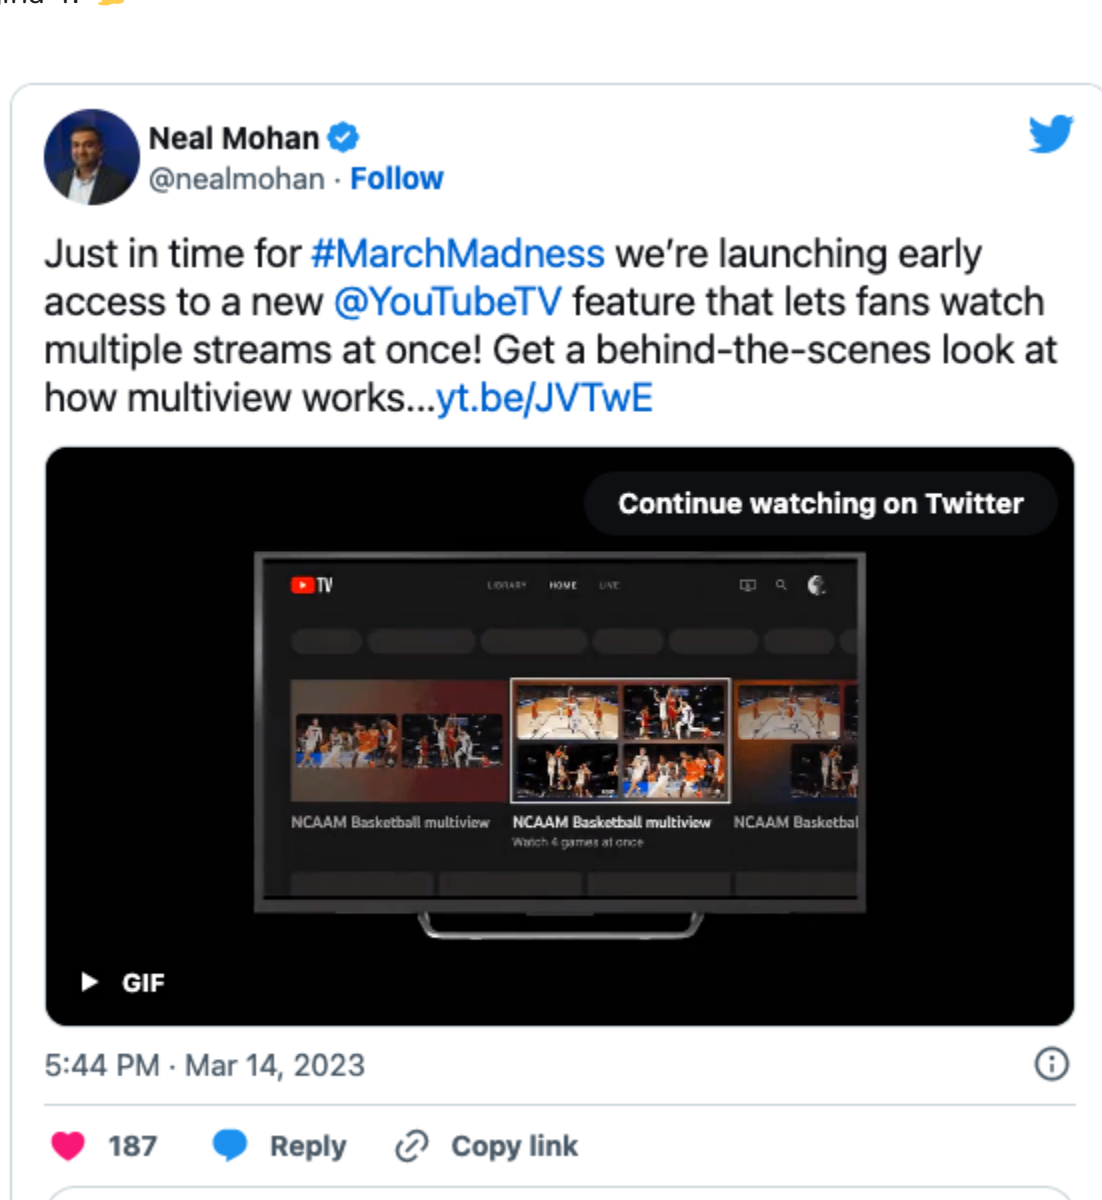 Neal Mohan
@nealmohan · Follow
Just in time for #MarchMadness we're launching early
access to a new @YouTubeTV feature that lets fans watch
multiple streams at once! Get a behind-the-scenes look at
how multiview works...yt.be/JVTwE
Continue watching on Twitter
TV LIBRARY HOME LIVE
NCAAM Basketball multiview NCAAM Basketball multiview NCAAM Basketbal
Watch 4 games at once
GIF
5:44 PM · Mar 14, 2023
187 Reply Copy link